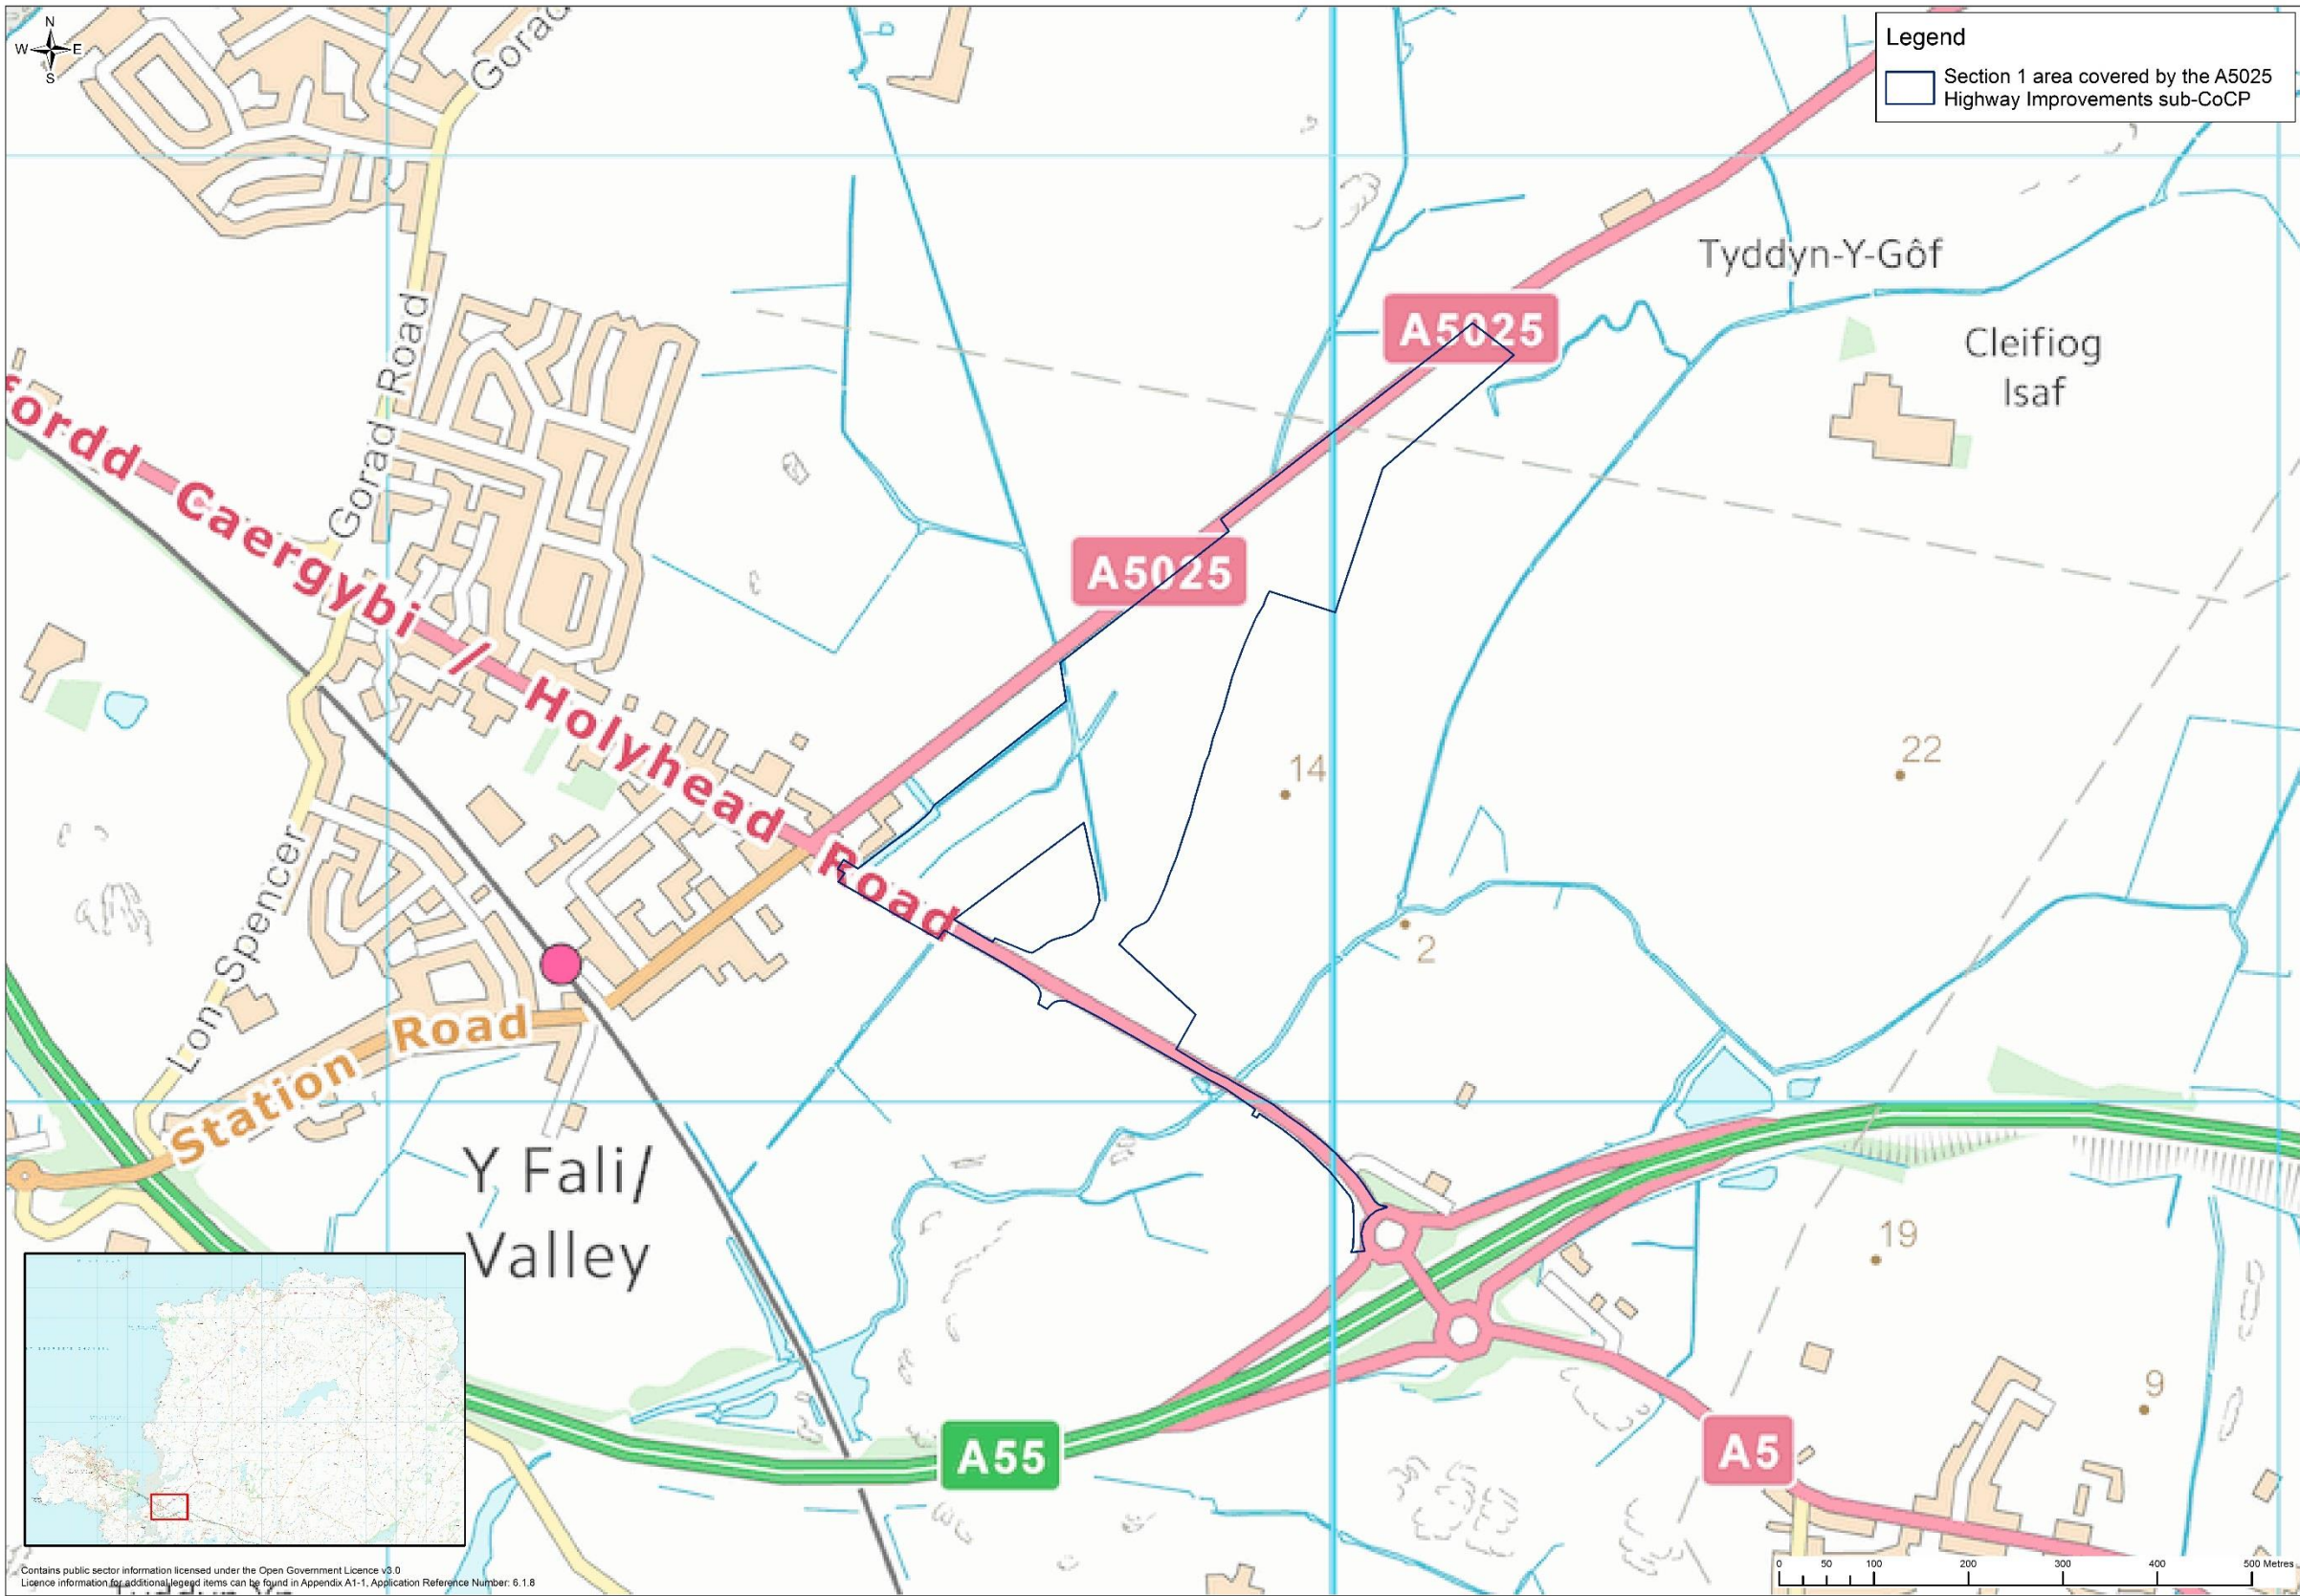 N
W E
S
Gorad
Legend
Section 1 area covered by the A5025
Highway Improvements sub-CoCP
Tyddyn-Y-Gôf
A5025
Cleifiog
Isaf
Gorad Road
fordd Caergybi / Holyhead Road
A5025
14
22
2
Lon Spencer
Station Road
Y Fali/
Valley
19
9
A55
A5
0 50 100 200 300 400 500 Metres
Contains public sector information licensed under the Open Government Licence v3.0
Licence information for additional legend items can be found in Appendix A1-1, Application Reference Number: 6.1.8